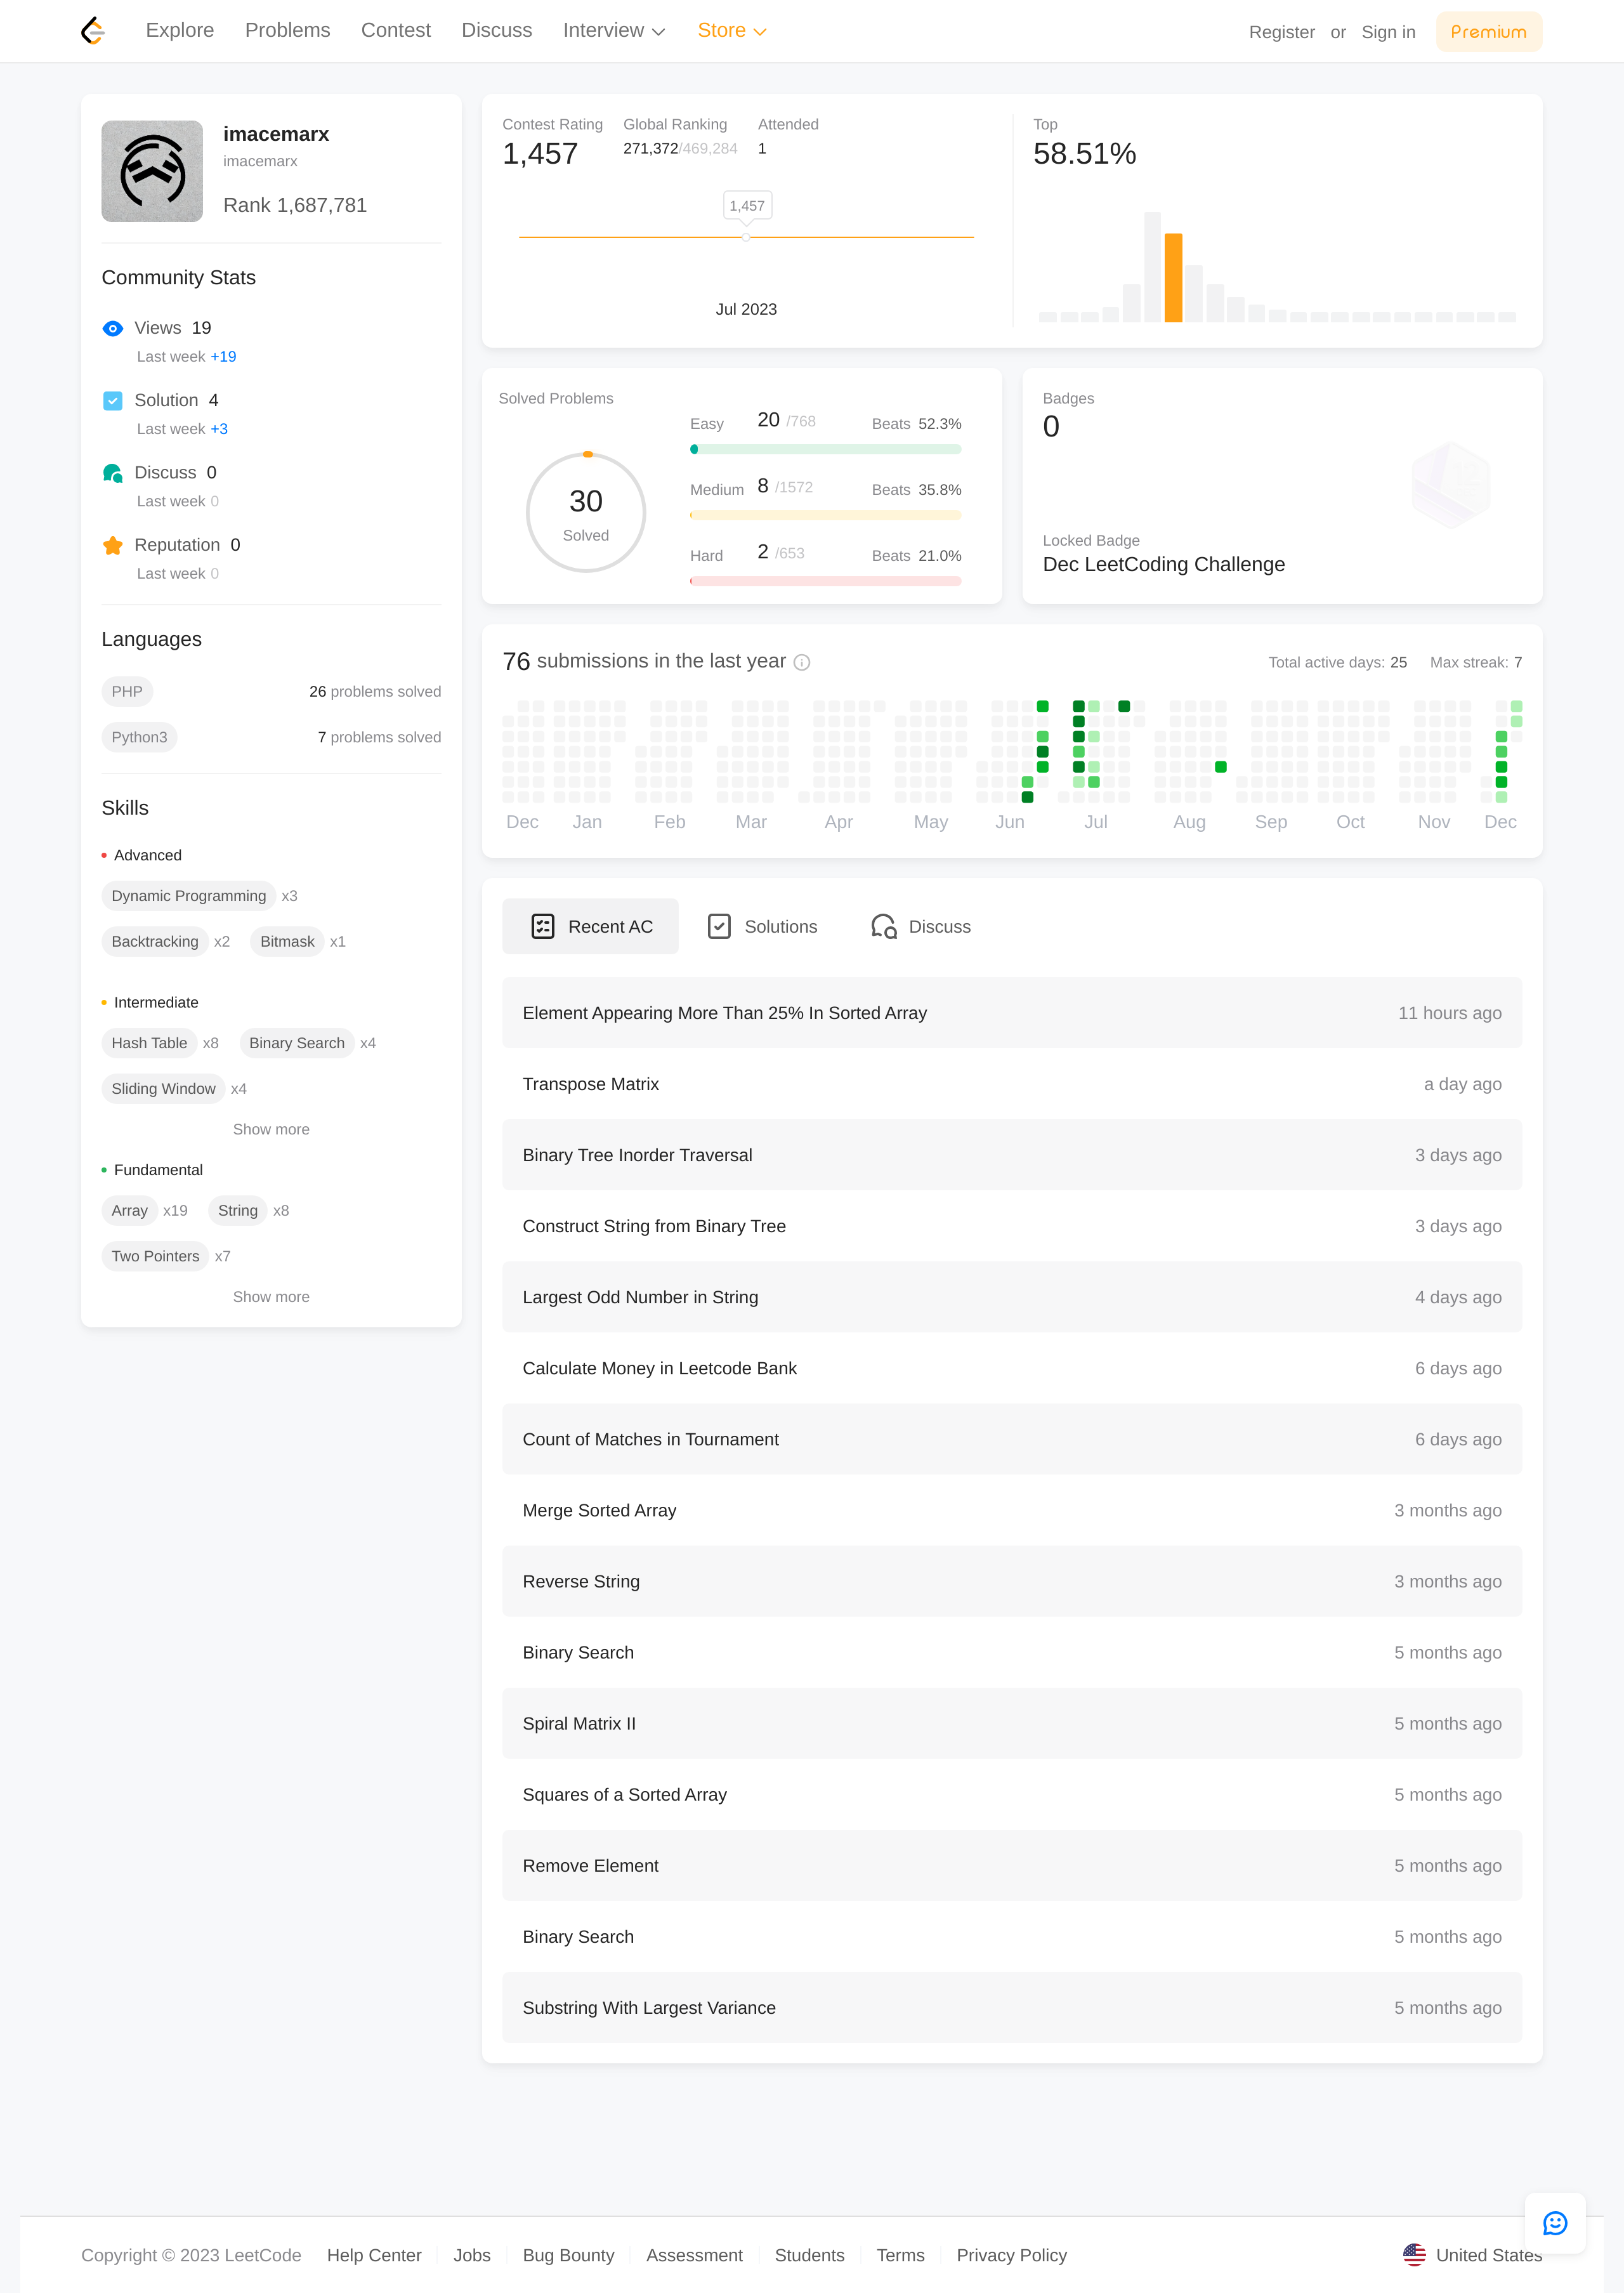 Explore Problems Contest Discuss Interview Store Register or Sign in Premium
imacemarx
imacemarx
Rank 1,687,781
Community Stats
Views 19
Last week +19
Solution 4
Last week +3
Discuss 0
Last week 0
Reputation 0
Last week 0
Languages
PHP 26 problems solved
Python3 7 problems solved
Skills
Advanced
Dynamic Programming x3
Backtracking x2 Bitmask x1
Intermediate
Hash Table x8 Binary Search x4
Sliding Window x4
Show more
Fundamental
Array x19 String x8
Two Pointers x7
Show more
Contest Rating Global Ranking Attended
1,457 271,372/469,284 1
1,457
Jul 2023
Top
58.51%
Solved Problems
30
Solved
Easy 20 /768 Beats 52.3%
Medium 8 /1572 Beats 35.8%
Hard 2 /653 Beats 21.0%
Badges
0
Locked Badge
Dec LeetCoding Challenge
76 submissions in the last year Total active days: 25 Max streak: 7
Dec Jan Feb Mar Apr May Jun Jul Aug Sep Oct Nov Dec
Recent AC Solutions Discuss
Element Appearing More Than 25% In Sorted Array 11 hours ago
Transpose Matrix a day ago
Binary Tree Inorder Traversal 3 days ago
Construct String from Binary Tree 3 days ago
Largest Odd Number in String 4 days ago
Calculate Money in Leetcode Bank 6 days ago
Count of Matches in Tournament 6 days ago
Merge Sorted Array 3 months ago
Reverse String 3 months ago
Binary Search 5 months ago
Spiral Matrix II 5 months ago
Squares of a Sorted Array 5 months ago
Remove Element 5 months ago
Binary Search 5 months ago
Substring With Largest Variance 5 months ago
Copyright © 2023 LeetCode Help Center Jobs Bug Bounty Assessment Students Terms Privacy Policy United States